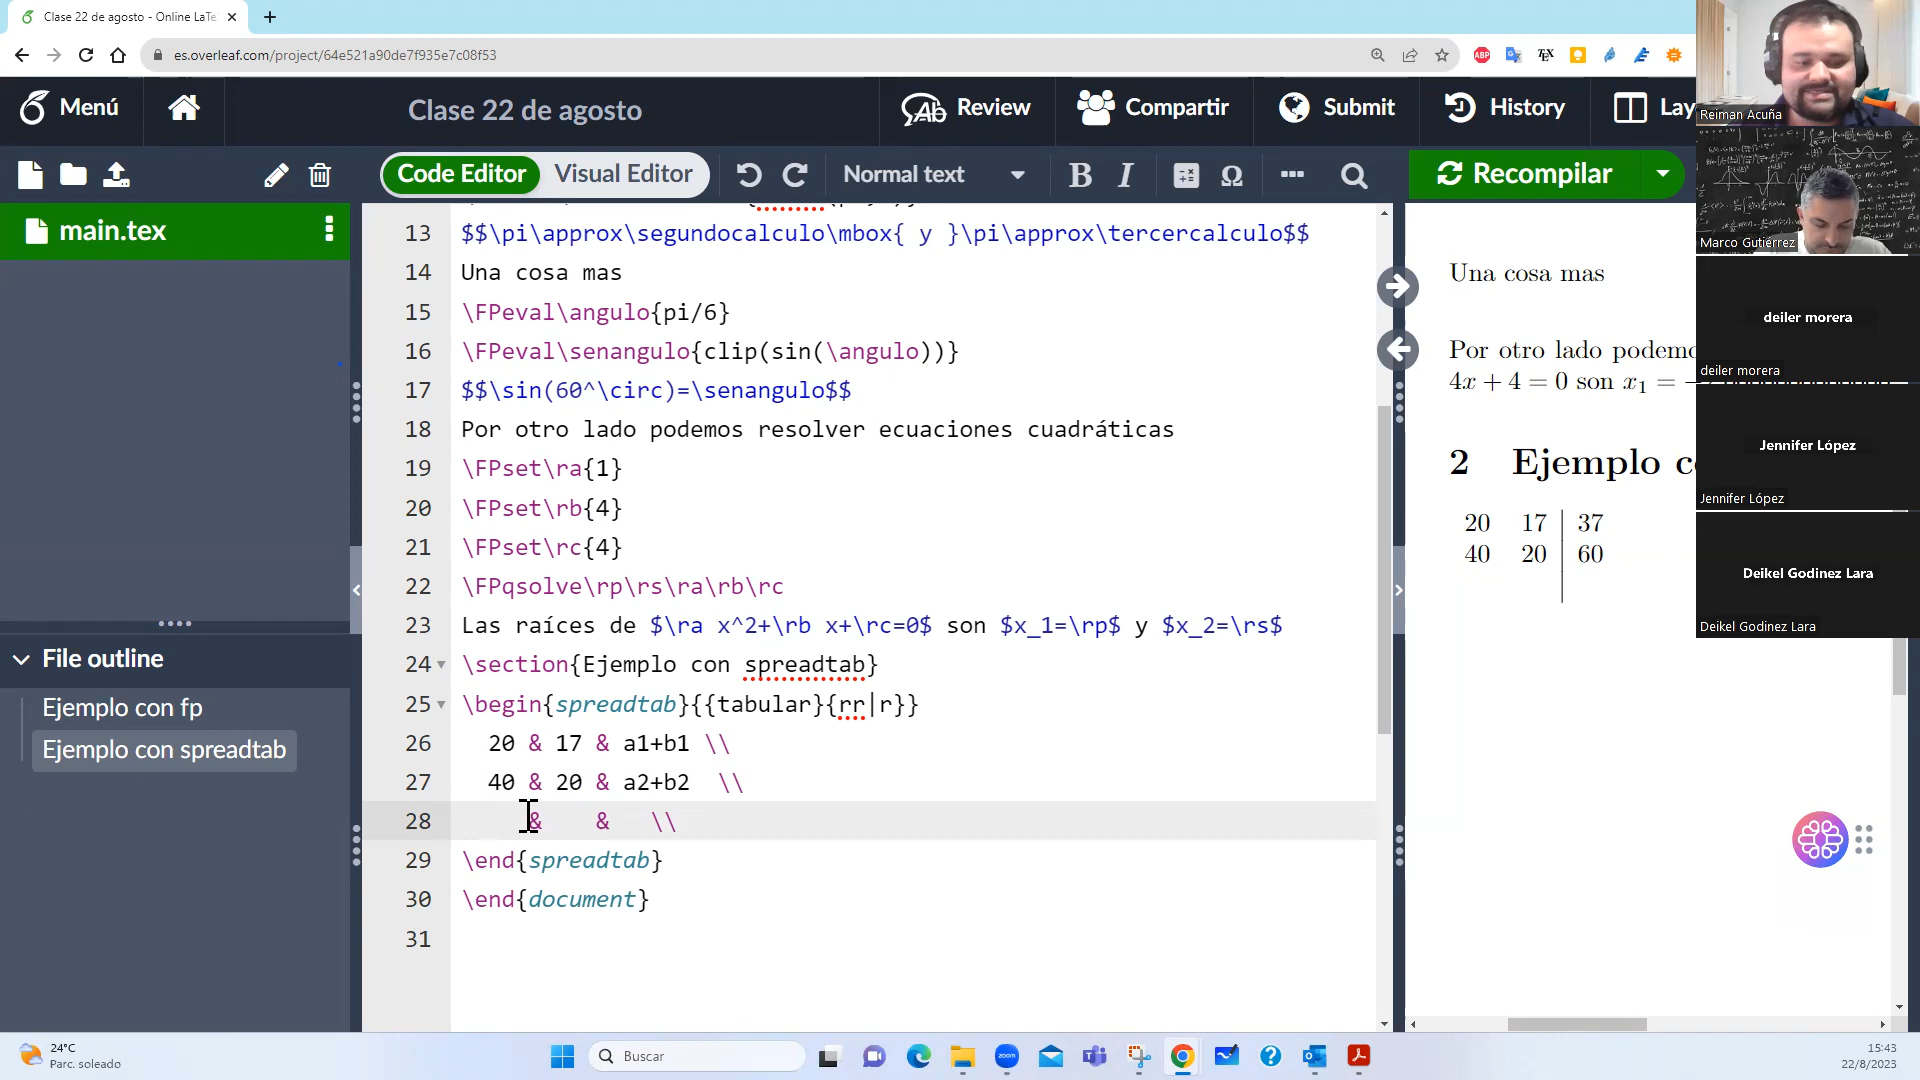 Clase 22 de agosto - Online LaTe
es.overleaf.com/project/64e521a90de7f935e7c08f53
ABP
TEX
Menú
Clase 22 de agosto
Review
Compartir
Submit
History
Lay
Code Editor
Visual Editor
Normal text
B
I
Ω
Recompilar
main.tex
File outline
Ejemplo con fp
Ejemplo con spreadtab
13 $$\pi\approx\segundocalculo\mbox{ y }\pi\approx\tercercalculo$$
14 Una cosa mas
15 \FPeval\angulo{pi/6}
16 \FPeval\senangulo{clip(sin(\angulo))}
17 $$\sin(60^\circ)=\senangulo$$
18 Por otro lado podemos resolver ecuaciones cuadráticas
19 \FPset\ra{1}
20 \FPset\rb{4}
21 \FPset\rc{4}
22 \FPqsolve\rp\rs\ra\rb\rc
23 Las raíces de $\ra x^2+\rb x+\rc=0$ son $x_1=\rp$ y $x_2=\rs$
24 \section{Ejemplo con spreadtab}
25 \begin{spreadtab}{{tabular}{rr|r}}
26 20 & 17 & a1+b1 \\
27 40 & 20 & a2+b2 \\
28 & & \\
29 \end{spreadtab}
30 \end{document}
31
Una cosa mas
Por otro lado podemo
4x + 4 = 0 son x₁ = −
2 Ejemplo c
20 17 37
40 20 60
Reiman Acuña
Marco Gutiérrez
deiler morera
deiler morera
Jennifer López
Jennifer López
Deikel Godinez Lara
Deikel Godinez Lara
24°C
Parc. soleado
Buscar
zoom
15:43
22/8/2023